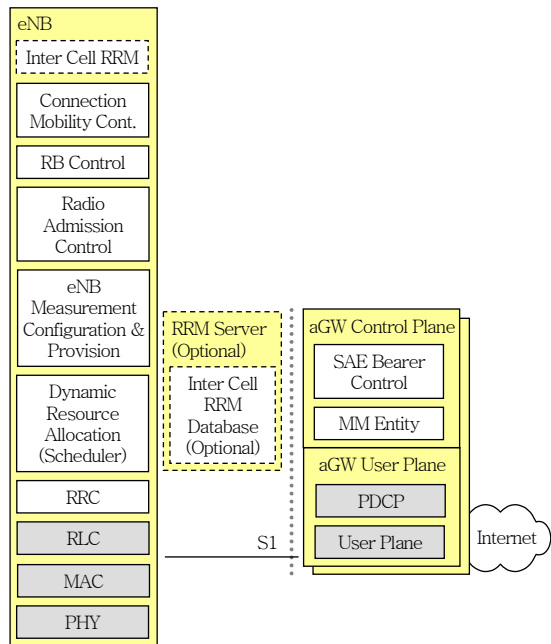 eNB
Inter Cell RRM
Connection
Mobility Cont.
RB Control
Radio
Admission
Control
eNB
Measurement
Configuration &
Provision
Dynamic
Resource
Allocation
(Scheduler)
RRC
RLC
MAC
PHY
RRM Server
(Optional)
Inter Cell
RRM
Database
(Optional)
S1
aGW Control Plane
SAE Bearer
Control
MM Entity
aGW User Plane
PDCP
User Plane
Internet